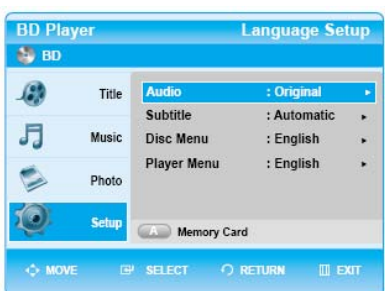 BD Player Language Setup
BD
Title
Music
Photo
Setup
Audio : Original
Subtitle : Automatic
Disc Menu : English
Player Menu : English
A Memory Card
MOVE SELECT RETURN EXIT